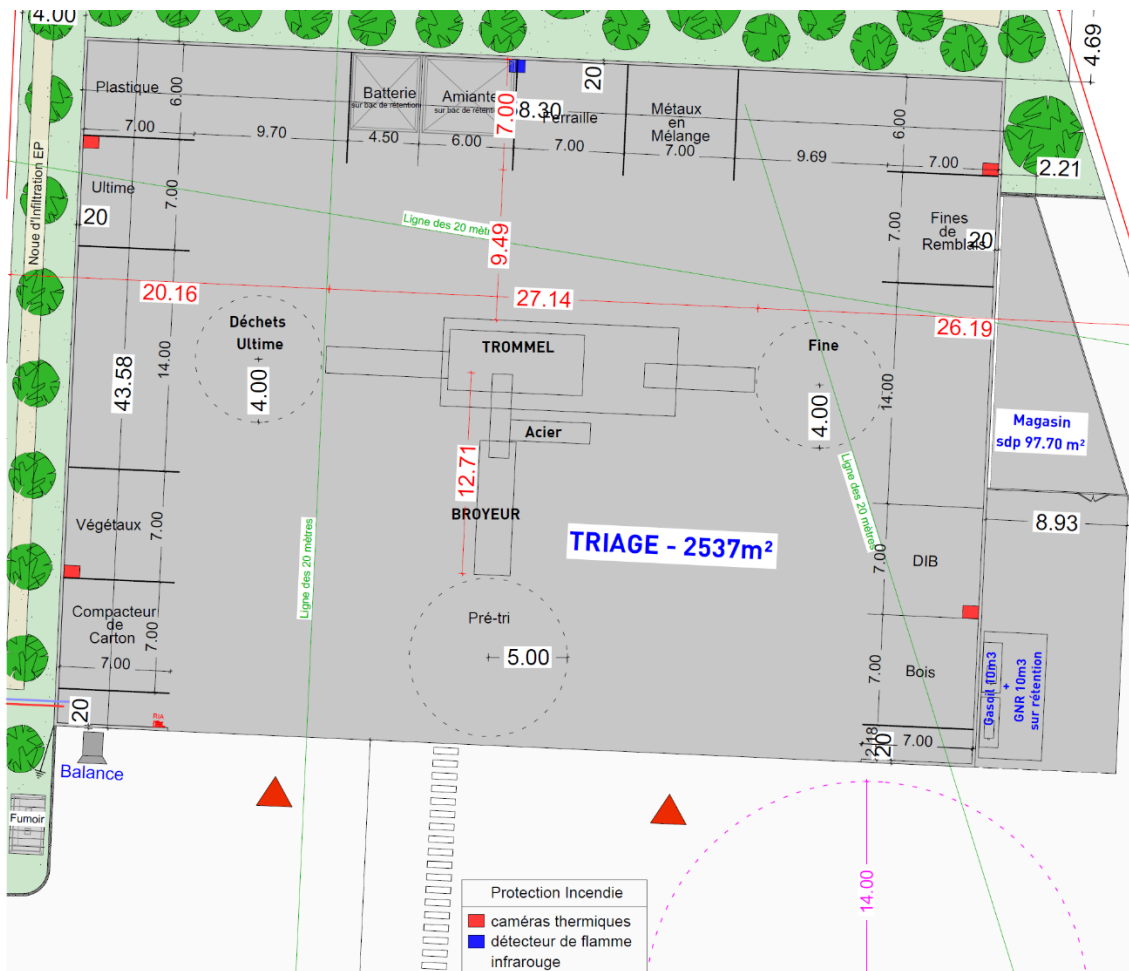 4.00
4.69
Plastique
6.00
Batterie
sur bac de rétention
Amiante
sur bac de rétention
7.00
20
Ferraille
Métaux
en
Mélange
6.00
7.00
9.70
4.50
6.00
7.00
7.00
9.69
7.00
2.21
Noue d'Infiltration EP
Ultime
7.00
20
Ligne des 20 mètres
9.49
7.00
Fines
de
Remblais
20
20.16
27.14
26.19
Déchets
Ultime
4.00
TROMMEL
Fine
4.00
43.58
14.00
14.00
Acier
Magasin
sdp 97.70 m²
12.71
BROYEUR
Ligne des 20 mètres
Ligne des 20 mètres
8.93
Végétaux
7.00
TRIAGE - 2537m²
7.00
DIB
Compacteur
de
Carton
7.00
7.00
Pré-tri
5.00
7.00
Bois
Gasoil 10m3
+
GNR 10m3
sur rétention
20
RIA
2.18
20
7.00
Balance
Fumoir
14.00
Protection Incendie
caméras thermiques
détecteur de flamme
infrarouge